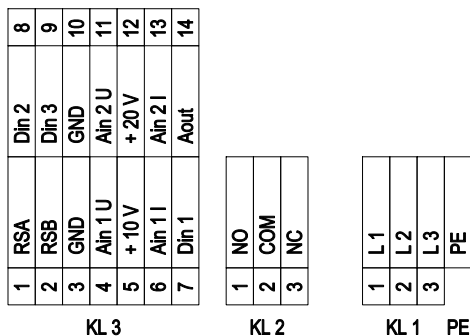 8 9 10 11 12 13 14
Din 2 Din 3 GND Ain 2 U + 20 V Ain 2 I Aout
RSA RSB GND Ain 1 U + 10 V Ain 1 I Din 1
1 2 3 4 5 6 7
KL 3
NO COM NC
1 2 3
KL 2
L 1 L 2 L 3 PE
1 2 3
KL 1 PE